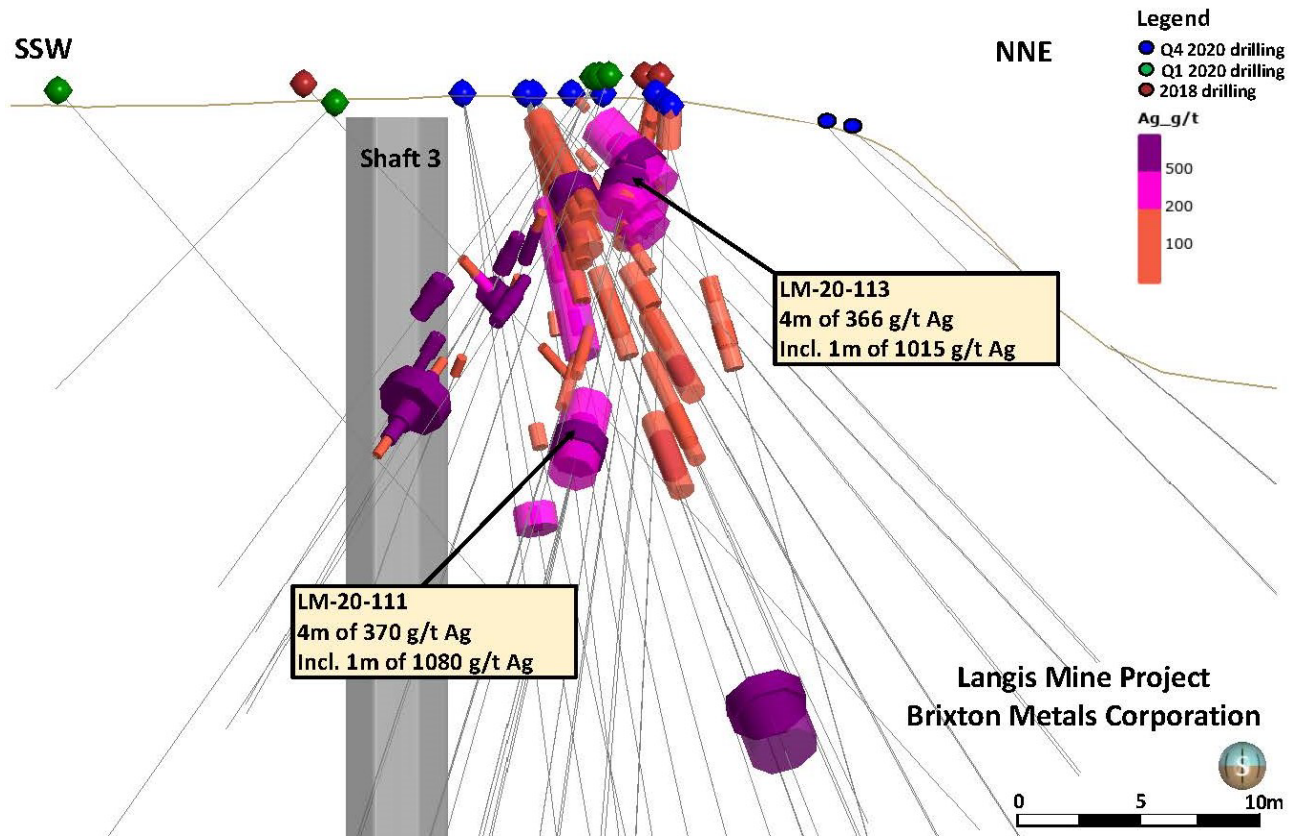 SSW
NNE
Legend
Q4 2020 drilling
Q1 2020 drilling
2018 drilling
Ag_g/t
500
200
100
Shaft 3
LM-20-113
4m of 366 g/t Ag
Incl. 1m of 1015 g/t Ag
LM-20-111
4m of 370 g/t Ag
Incl. 1m of 1080 g/t Ag
Langis Mine Project
Brixton Metals Corporation
S
0 5 10m